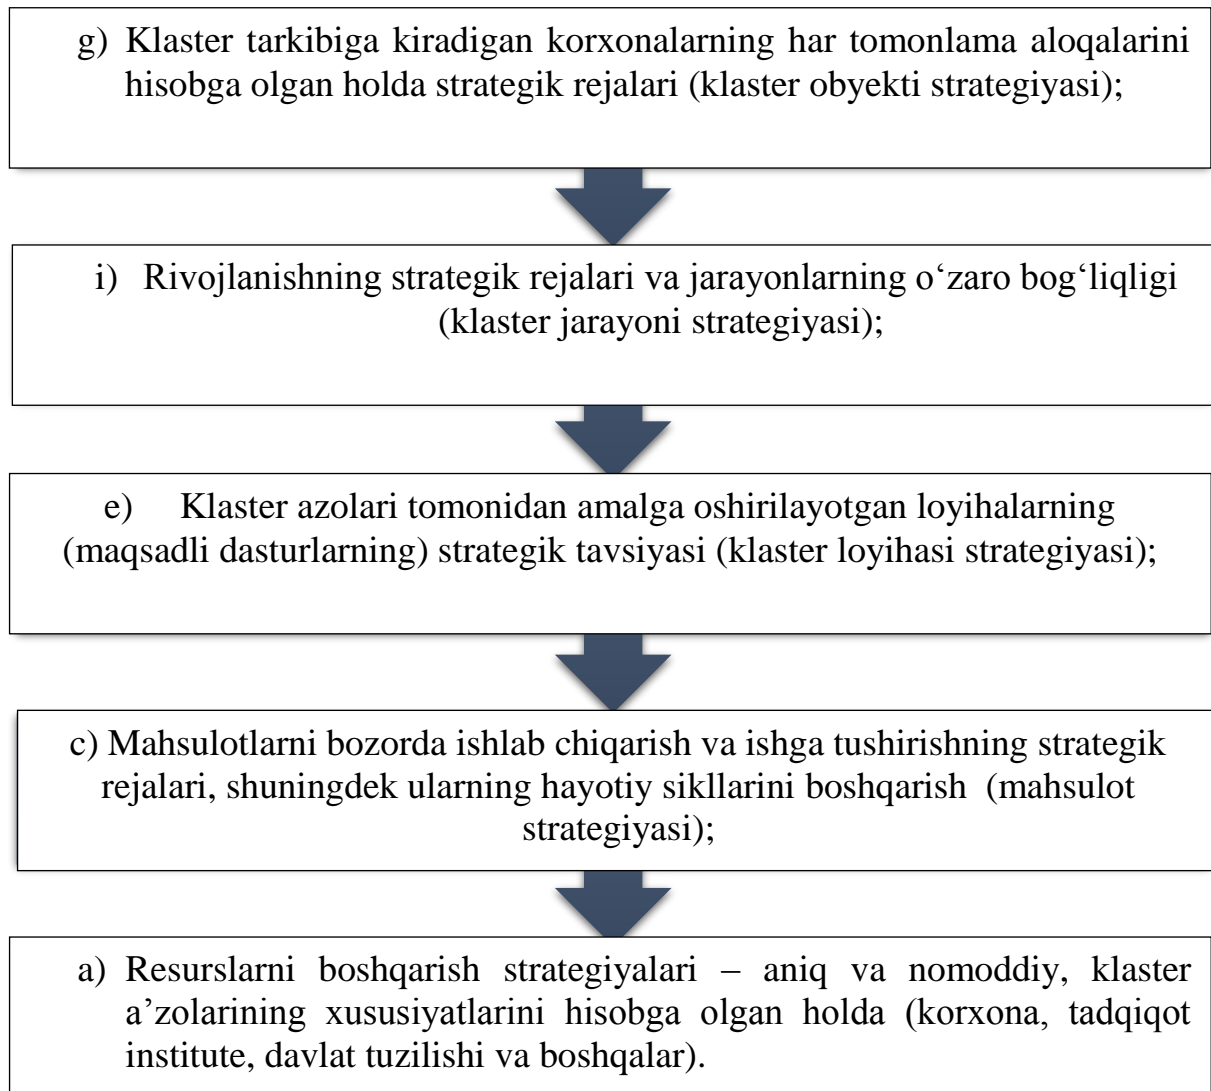 g) Klaster tarkibiga kiradigan korxonalarning har tomonlama aloqalarini
hisobga olgan holda strategik rejalari (klaster obyekti strategiyasi);
i) Rivojlanishning strategik rejalari va jarayonlarning o‘zaro bog‘liqligi
(klaster jarayoni strategiyasi);
e) Klaster azolari tomonidan amalga oshirilayotgan loyihalarning
(maqsadli dasturlarning) strategik tavsiyasi (klaster loyihasi strategiyasi);
c) Mahsulotlarni bozorda ishlab chiqarish va ishga tushirishning strategik
rejalari, shuningdek ularning hayotiy sikllarini boshqarish (mahsulot
strategiyasi);
a) Resurslarni boshqarish strategiyalari – aniq va nomoddiy, klaster
a’zolarining xususiyatlarini hisobga olgan holda (korxona, tadqiqot
institute, davlat tuzilishi va boshqalar).